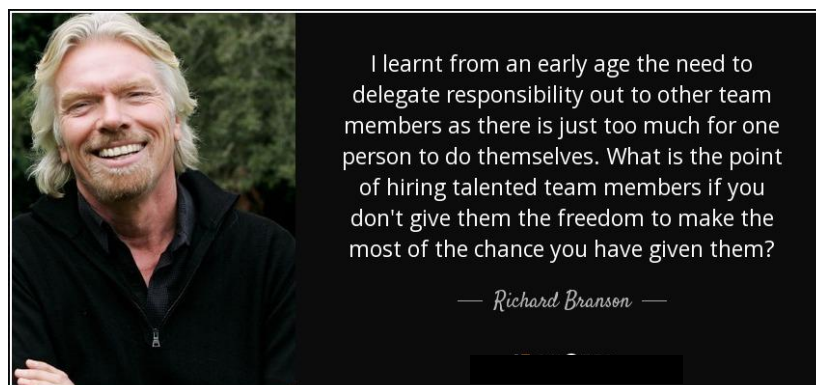 I learnt from an early age the need to
delegate responsibility out to other team
members as there is just too much for one
person to do themselves. What is the point
of hiring talented team members if you
don't give them the freedom to make the
most of the chance you have given them?
Richard Branson